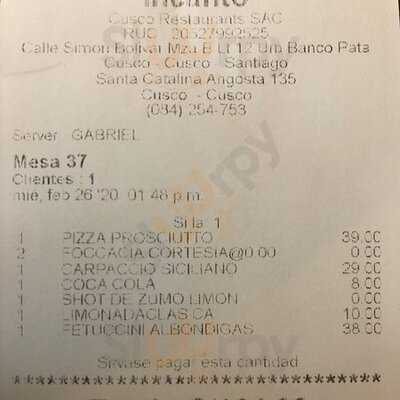 Incanto
Cusco Restaurants SAC
RUC 20527992525
Calle Simon Bolivar Mza B Lt 12 Urb Banco Pata
Cusco - Cusco - Santiago
Santa Catalina Angosta 135
Cusco - Cusco
(084) 254-753
Server: GABRIEL
Mesa 37
Clientes : 1
mié, feb 26 '20 01:48 p.m.
Silla 1
1 PIZZA PROSCIUTTO 39.00
2 FOCCACIA CORTESIA@0.00 0.00
1 CARPACCIO SICILIANO 29.00
1 COCA COLA 8.00
1 SHOT DE ZUMO LIMON 0.00
1 LIMONADACLASICA 10.00
1 FETUCCINI ALBONDIGAS 38.00
Sirvase pagar esta cantidad